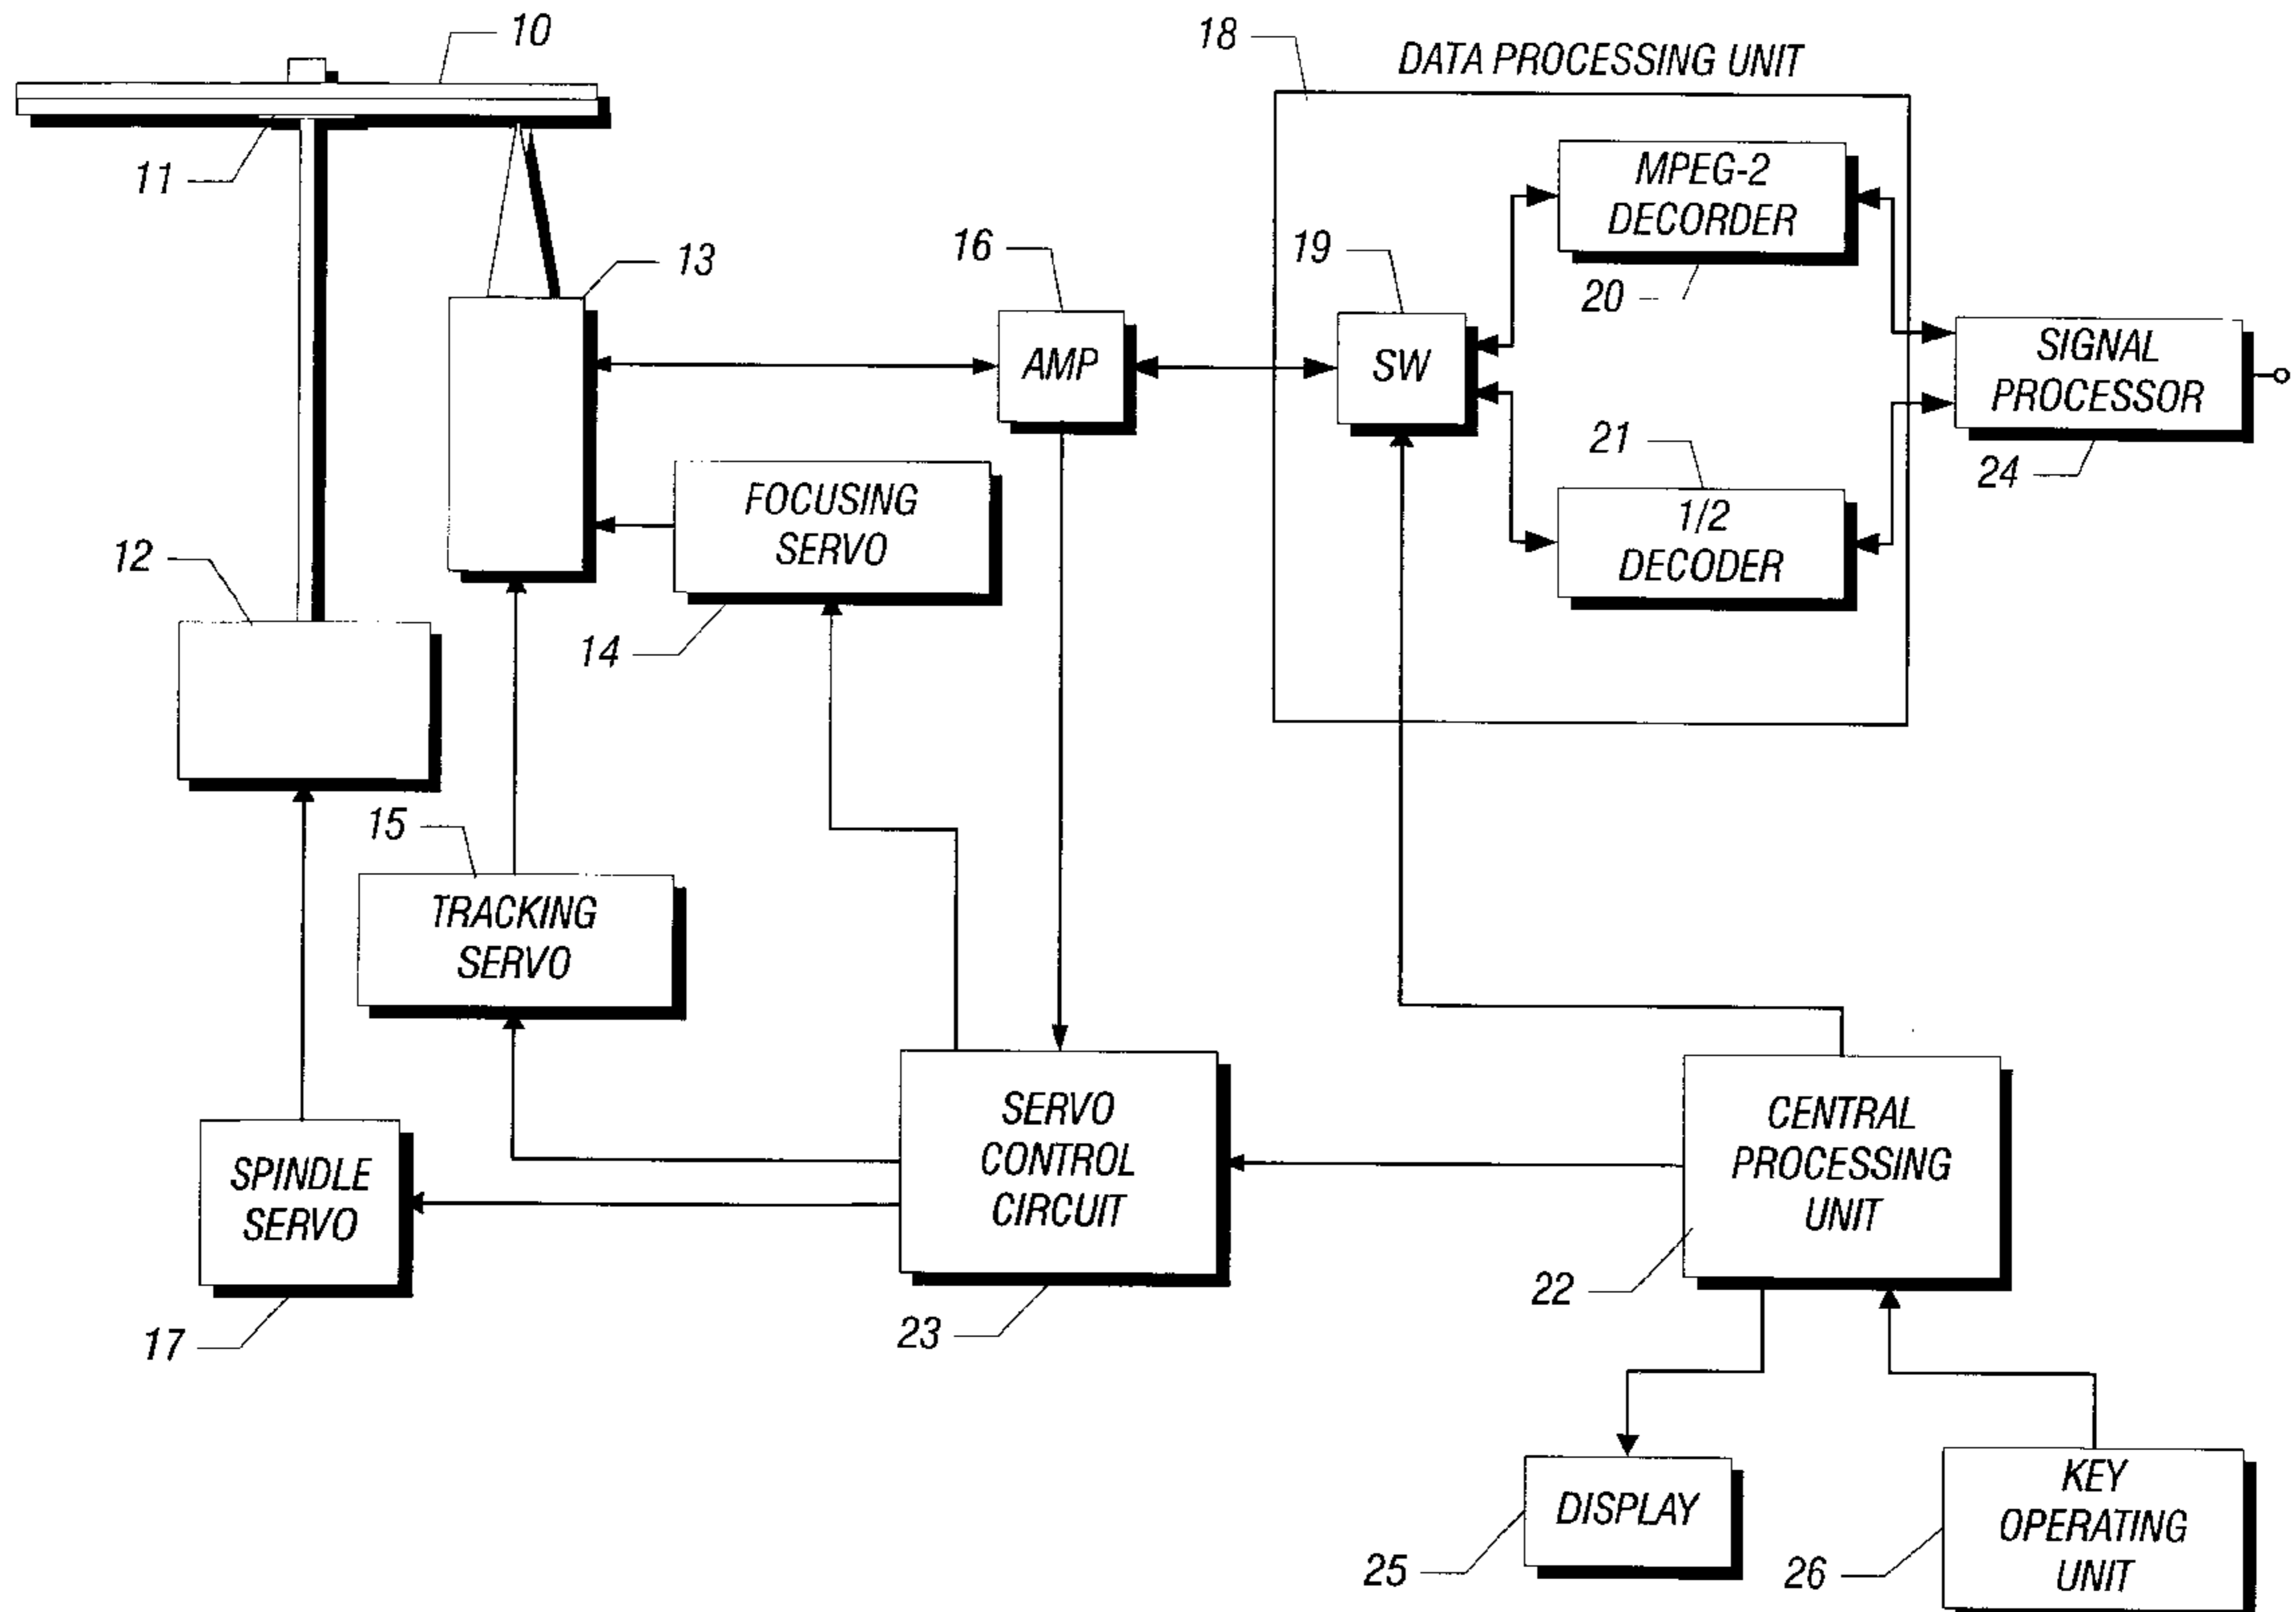 10
18
DATA PROCESSING UNIT
11
MPEG-2
DECORDER
20
13
16
AMP
19
SW
SIGNAL
PROCESSOR
24
21
1/2
DECODER
FOCUSING
SERVO
14
12
15
TRACKING
SERVO
SPINDLE
SERVO
17
SERVO
CONTROL
CIRCUIT
23
CENTRAL
PROCESSING
UNIT
22
DISPLAY
25
KEY
OPERATING
UNIT
26